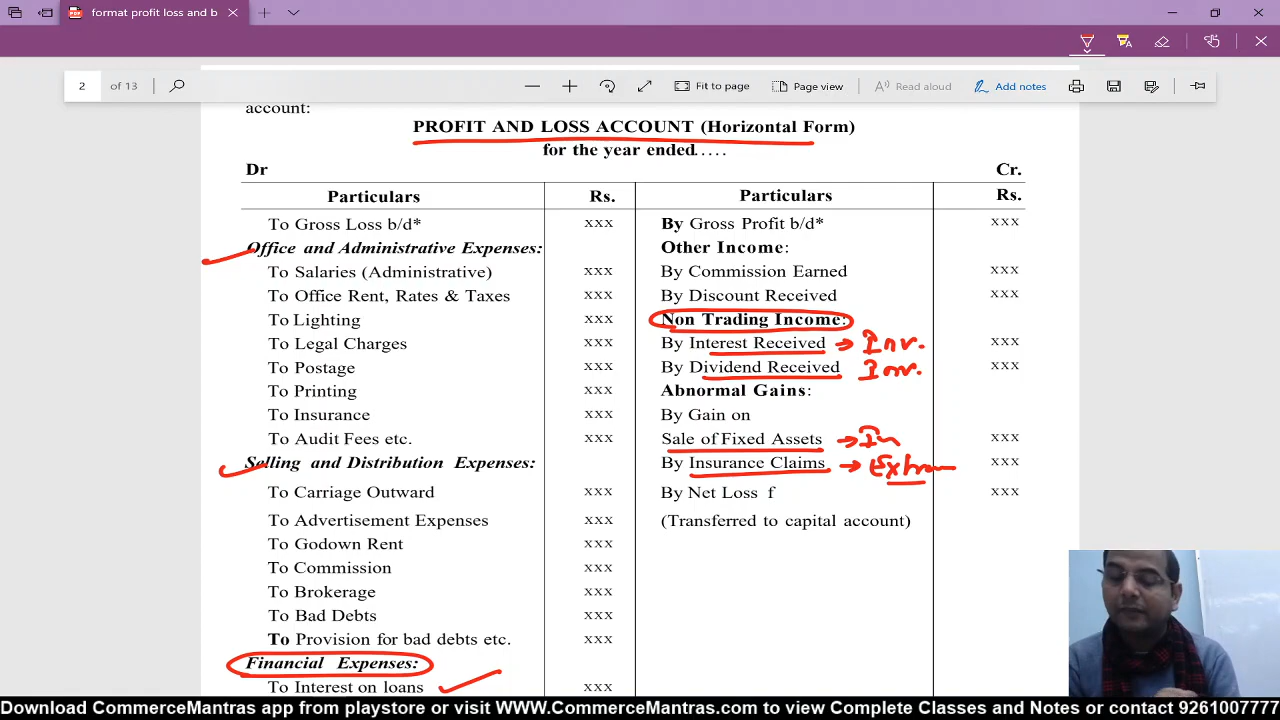 format profit loss and b
2 of 13
Fit to page
Page view
Read aloud
Add notes
account:
PROFIT AND LOSS ACCOUNT (Horizontal Form)
for the year ended.....
Dr Cr.
Particulars Rs. Particulars Rs.
To Gross Loss b/d* xxx By Gross Profit b/d* xxx
Office and Administrative Expenses: Other Income:
To Salaries (Administrative) xxx By Commission Earned xxx
To Office Rent, Rates & Taxes xxx By Discount Received xxx
To Lighting xxx Non Trading Income:
To Legal Charges xxx By Interest Received → Inv. xxx
To Postage xxx By Dividend Received Inv. xxx
To Printing xxx Abnormal Gains:
To Insurance xxx By Gain on
To Audit Fees etc. xxx Sale of Fixed Assets → In xxx
Selling and Distribution Expenses: By Insurance Claims → Extra xxx
To Carriage Outward xxx By Net Loss f xxx
To Advertisement Expenses xxx (Transferred to capital account)
To Godown Rent xxx
To Commission xxx
To Brokerage xxx
To Bad Debts xxx
To Provision for bad debts etc. xxx
Financial Expenses:
To Interest on loans xxx
Download CommerceMantras app from playstore or visit WWW.CommerceMantras.com to view Complete Classes and Notes or contact 9261007777